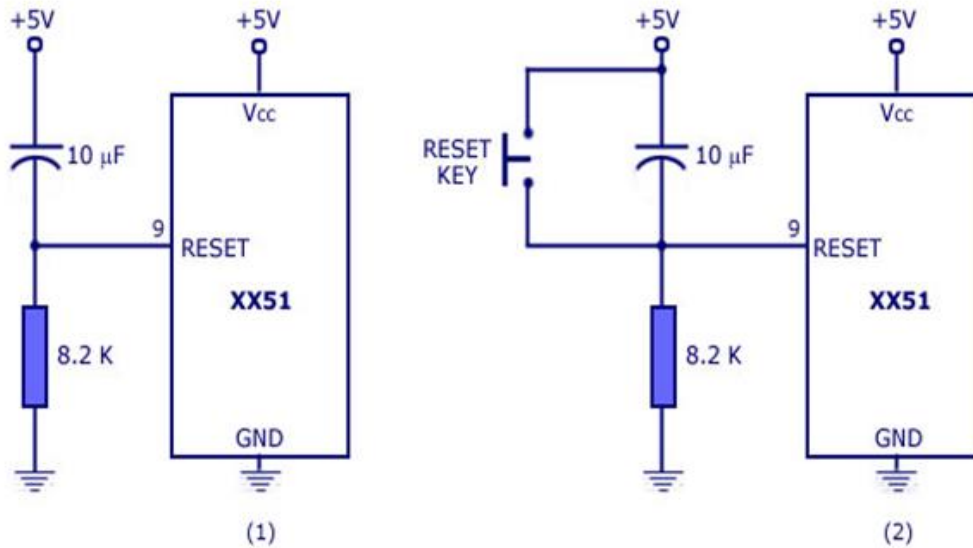 +5V
+5V
Vcc
10 µF
9
RESET
XX51
8.2 K
GND
(1)
+5V
+5V
Vcc
RESET
KEY
10 µF
9
RESET
XX51
8.2 K
GND
(2)